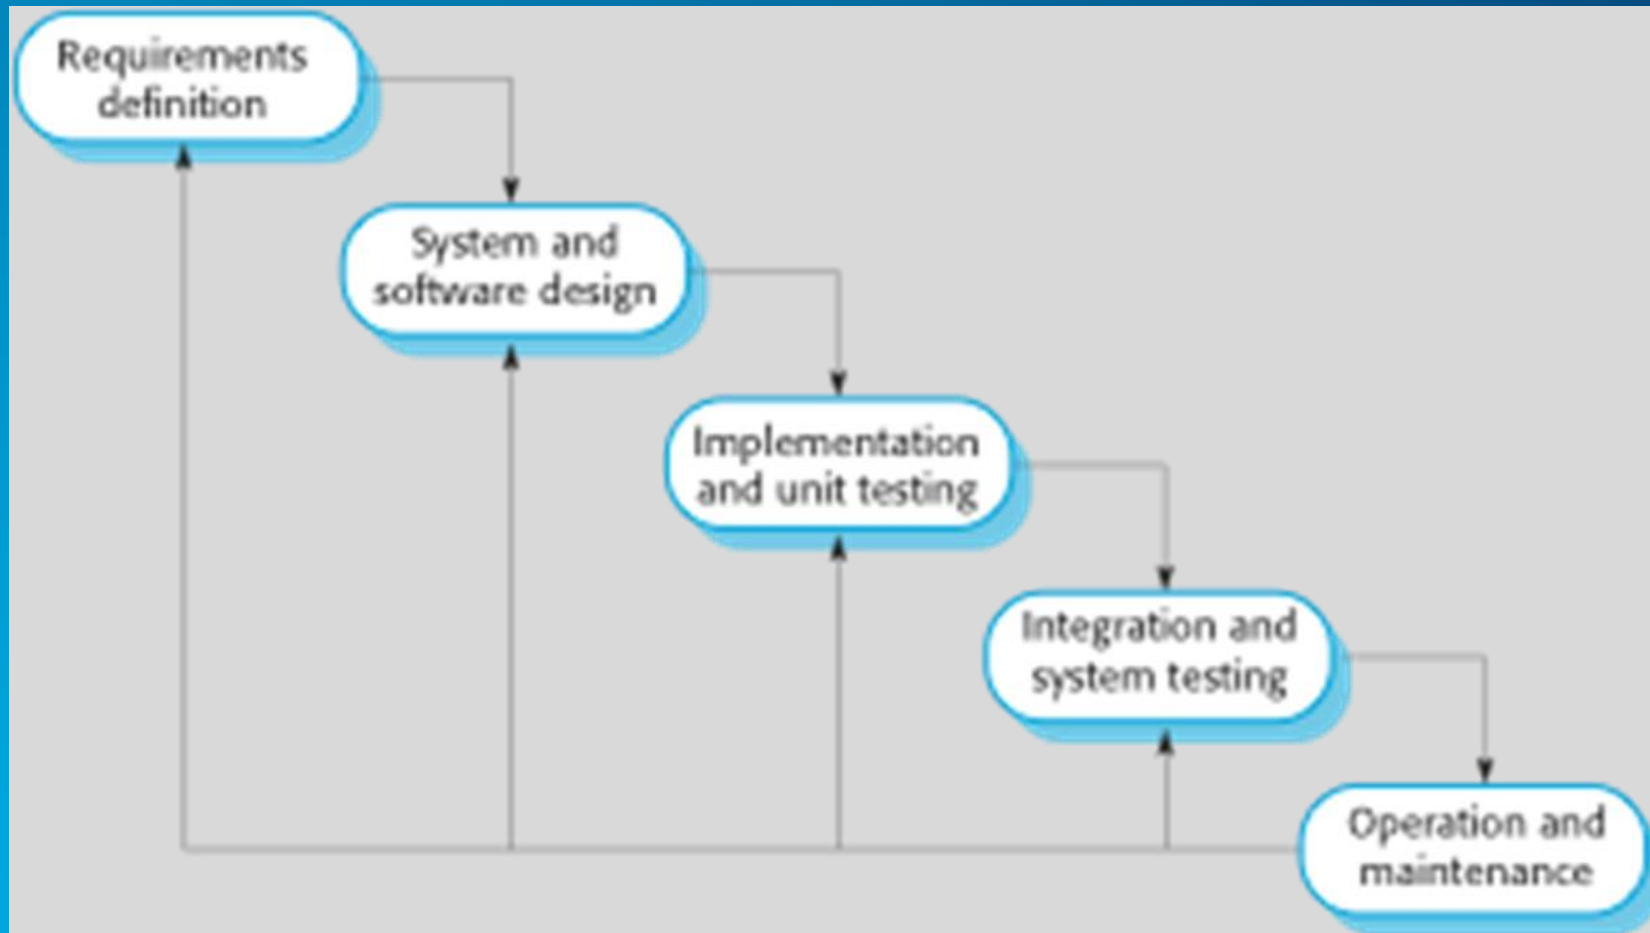 Requirements
definition
System and
software design
Implementation
and unit testing
Integration and
system testing
Operation and
maintenance